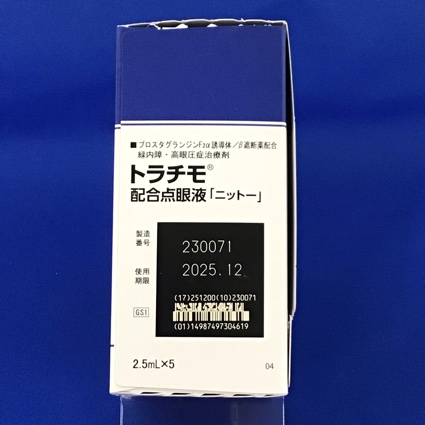 ■プロスタグランジンF2α誘導体/β遮断薬配合
緑内障・高眼圧症治療剤
トラチモ®
配合点眼液「ニットー」
製造
番号
230071
使用
期限
2025.12
(17)251200(10)230071
GS1
(01)14987497304619
2.5mL×5
04